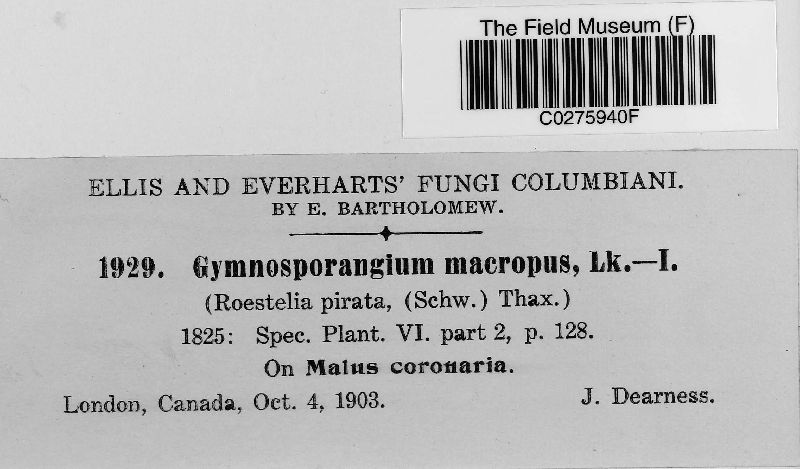 The Field Museum (F)
C0275940F
ELLIS AND EVERHARTS' FUNGI COLUMBIANI.
BY E. BARTHOLOMEW.
1929. Gymnosporangium macropus, Lk.—I.
(Roestelia pirata, (Schw.) Thax.)
1825: Spec. Plant. VI. part 2, p. 128.
On Malus coronaria.
London, Canada, Oct. 4, 1903. J. Dearness.